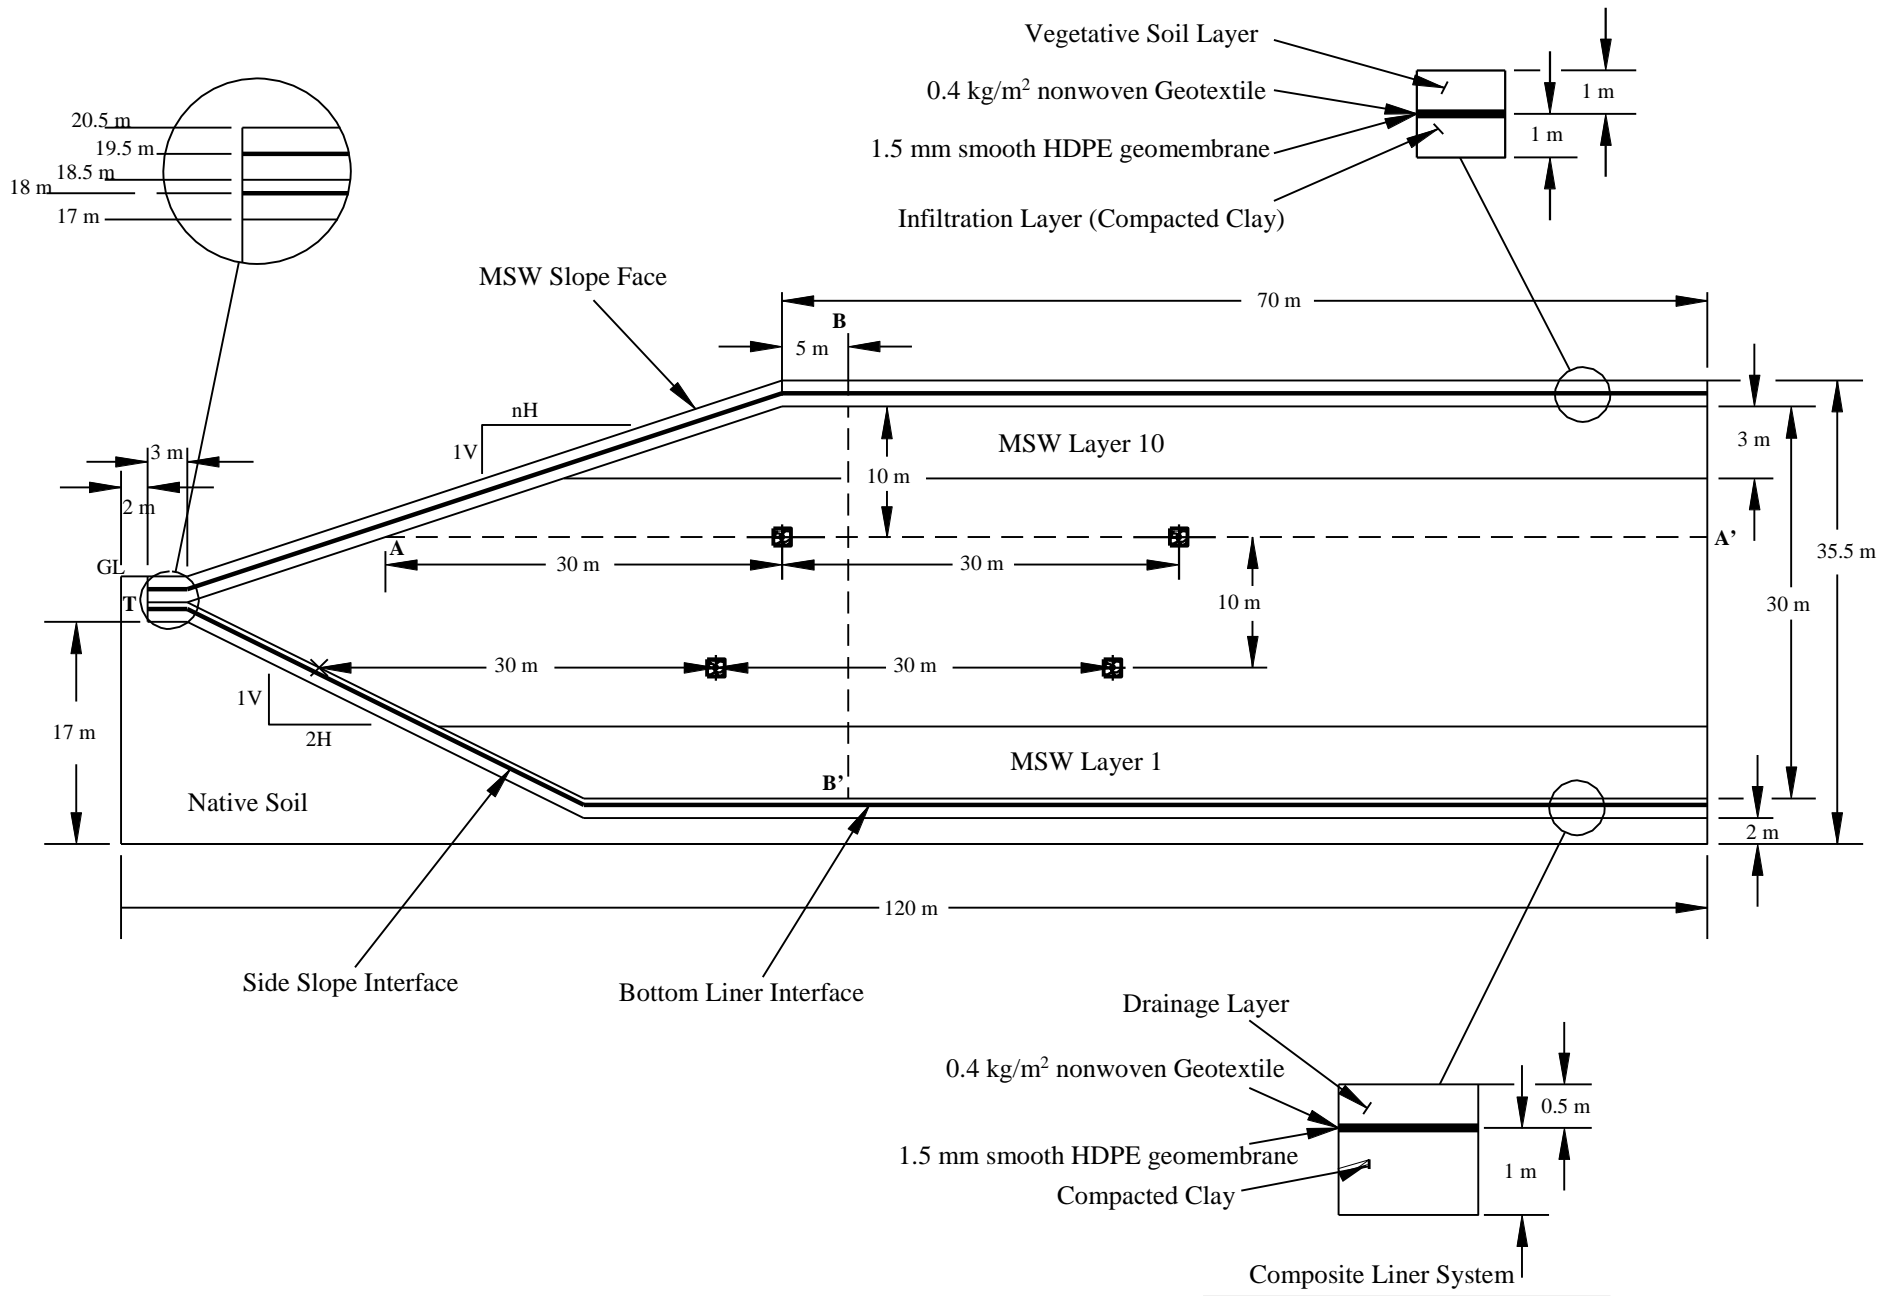 Vegetative Soil Layer
0.4 kg/m² nonwoven Geotextile
1.5 mm smooth HDPE geomembrane
Infiltration Layer (Compacted Clay)
1 m
1 m
20.5 m
19.5 m
18.5 m
18 m
17 m
MSW Slope Face
70 m
B
5 m
nH
1V
MSW Layer 10
3 m
3 m
10 m
2 m
GL
T
A
30 m
30 m
A’
35.5 m
10 m
30 m
30 m
30 m
1V
2H
17 m
MSW Layer 1
B’
Native Soil
2 m
120 m
Side Slope Interface
Bottom Liner Interface
Drainage Layer
0.4 kg/m² nonwoven Geotextile
1.5 mm smooth HDPE geomembrane
Compacted Clay
0.5 m
1 m
Composite Liner System